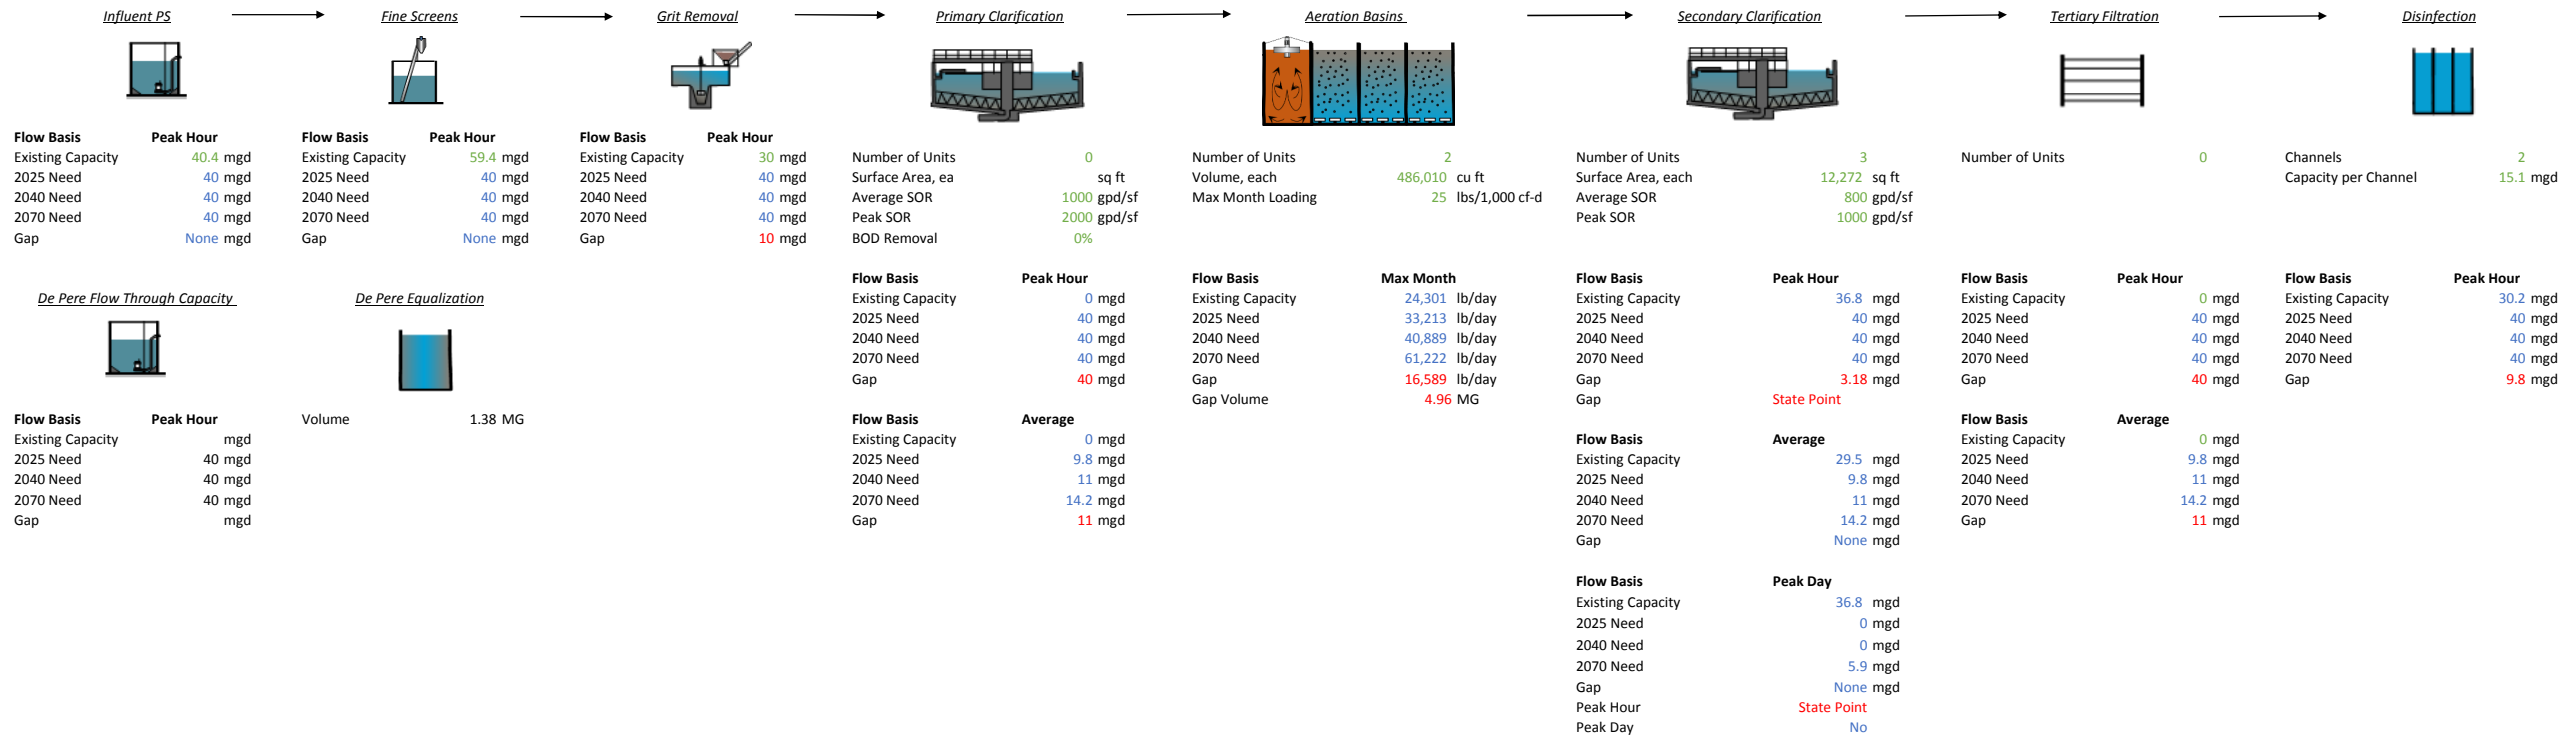 Influent PS
Fine Screens
Grit Removal
Primary Clarification
Aeration Basins
Secondary Clarification
Tertiary Filtration
Disinfection
Flow Basis Peak Hour
Existing Capacity 40.4 mgd
2025 Need 40 mgd
2040 Need 40 mgd
2070 Need 40 mgd
Gap None mgd
Flow Basis Peak Hour
Existing Capacity 59.4 mgd
2025 Need 40 mgd
2040 Need 40 mgd
2070 Need 40 mgd
Gap None mgd
Flow Basis Peak Hour
Existing Capacity 30 mgd
2025 Need 40 mgd
2040 Need 40 mgd
2070 Need 40 mgd
Gap 10 mgd
De Pere Flow Through Capacity
Flow Basis Peak Hour
Existing Capacity mgd
2025 Need 40 mgd
2040 Need 40 mgd
2070 Need 40 mgd
Gap mgd
De Pere Equalization
Volume 1.38 MG
Number of Units 0
Surface Area, ea sq ft
Average SOR 1000 gpd/sf
Peak SOR 2000 gpd/sf
BOD Removal 0%
Flow Basis Peak Hour
Existing Capacity 0 mgd
2025 Need 40 mgd
2040 Need 40 mgd
2070 Need 40 mgd
Gap 40 mgd
Flow Basis Average
Existing Capacity 0 mgd
2025 Need 9.8 mgd
2040 Need 11 mgd
2070 Need 14.2 mgd
Gap 11 mgd
Number of Units 2
Volume, each 486,010 cu ft
Max Month Loading 25 lbs/1,000 cf-d
Flow Basis Max Month
Existing Capacity 24,301 lb/day
2025 Need 33,213 lb/day
2040 Need 40,889 lb/day
2070 Need 61,222 lb/day
Gap 16,589 lb/day
Gap Volume 4.96 MG
Number of Units 3
Surface Area, each 12,272 sq ft
Average SOR 800 gpd/sf
Peak SOR 1000 gpd/sf
Flow Basis Peak Hour
Existing Capacity 36.8 mgd
2025 Need 40 mgd
2040 Need 40 mgd
2070 Need 40 mgd
Gap 3.18 mgd
Gap State Point
Flow Basis Average
Existing Capacity 29.5 mgd
2025 Need 9.8 mgd
2040 Need 11 mgd
2070 Need 14.2 mgd
Gap None mgd
Flow Basis Peak Day
Existing Capacity 36.8 mgd
2025 Need 0 mgd
2040 Need 0 mgd
2070 Need 5.9 mgd
Gap None mgd
Peak Hour State Point
Peak Day No
Number of Units 0
Flow Basis Peak Hour
Existing Capacity 0 mgd
2025 Need 40 mgd
2040 Need 40 mgd
2070 Need 40 mgd
Gap 40 mgd
Flow Basis Average
Existing Capacity 0 mgd
2025 Need 9.8 mgd
2040 Need 11 mgd
2070 Need 14.2 mgd
Gap 11 mgd
Channels 2
Capacity per Channel 15.1 mgd
Flow Basis Peak Hour
Existing Capacity 30.2 mgd
2025 Need 40 mgd
2040 Need 40 mgd
2070 Need 40 mgd
Gap 9.8 mgd